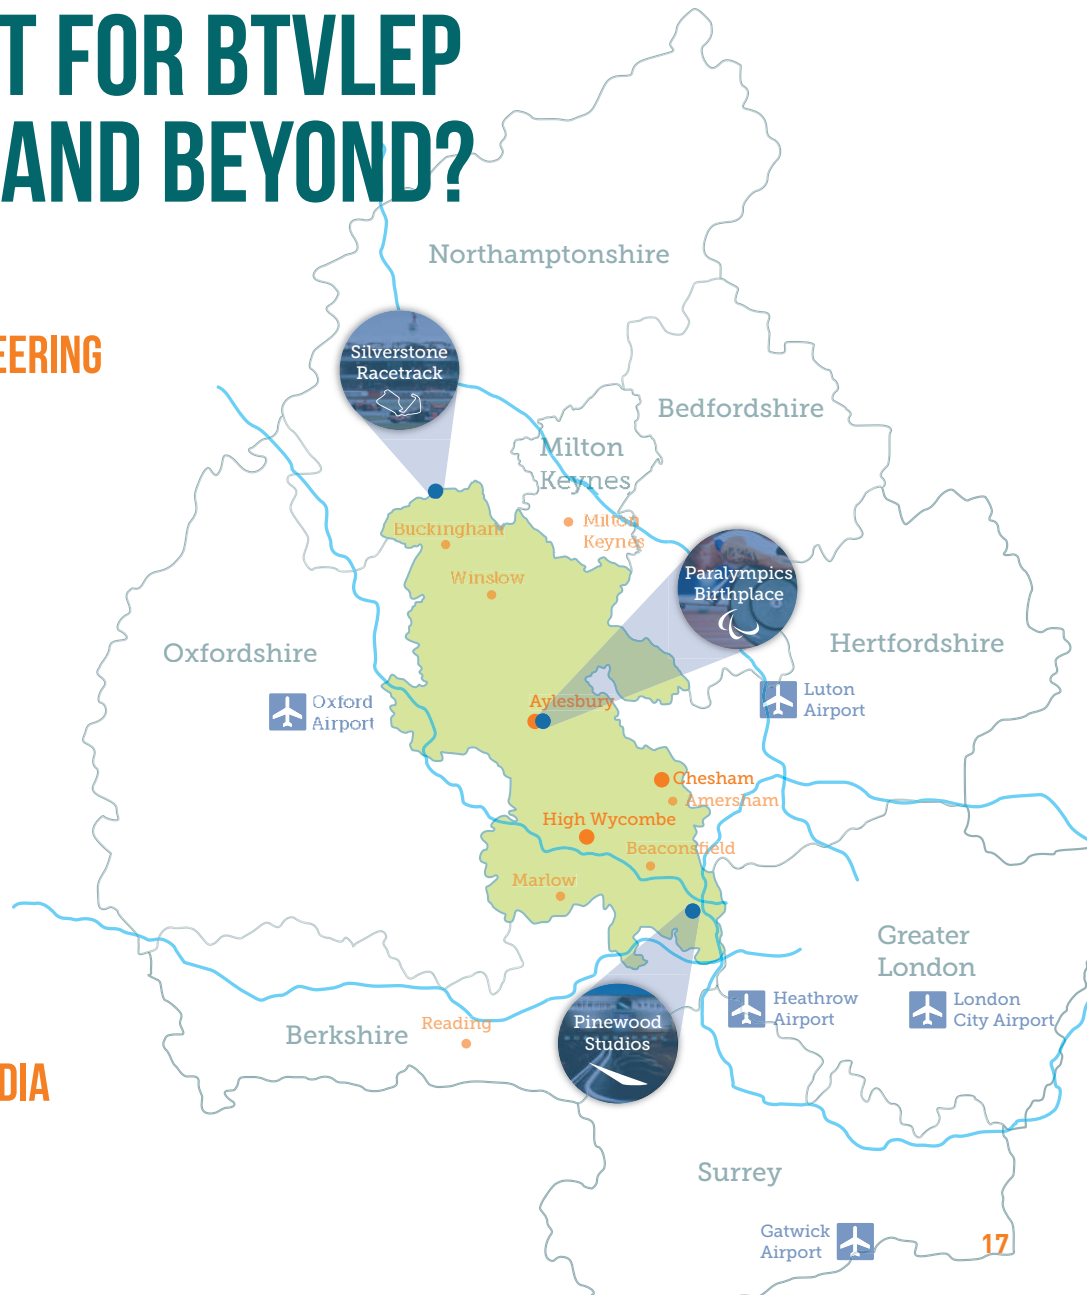 T FOR BTVLEP
AND BEYOND?
Northamptonshire
EERING
Silverstone
Racetrack
Bedfordshire
Milton
Keynes
Buckingham
Milton
Keynes
Winslow
Paralympics
Birthplace
Oxfordshire
Hertfordshire
Oxford
Airport
Luton
Airport
Aylesbury
Chesham
Amersham
High Wycombe
Beaconsfield
Marlow
Greater
London
Heathrow
Airport
London
City Airport
Berkshire
Reading
Pinewood
Studios
DIA
Surrey
Gatwick
Airport
17